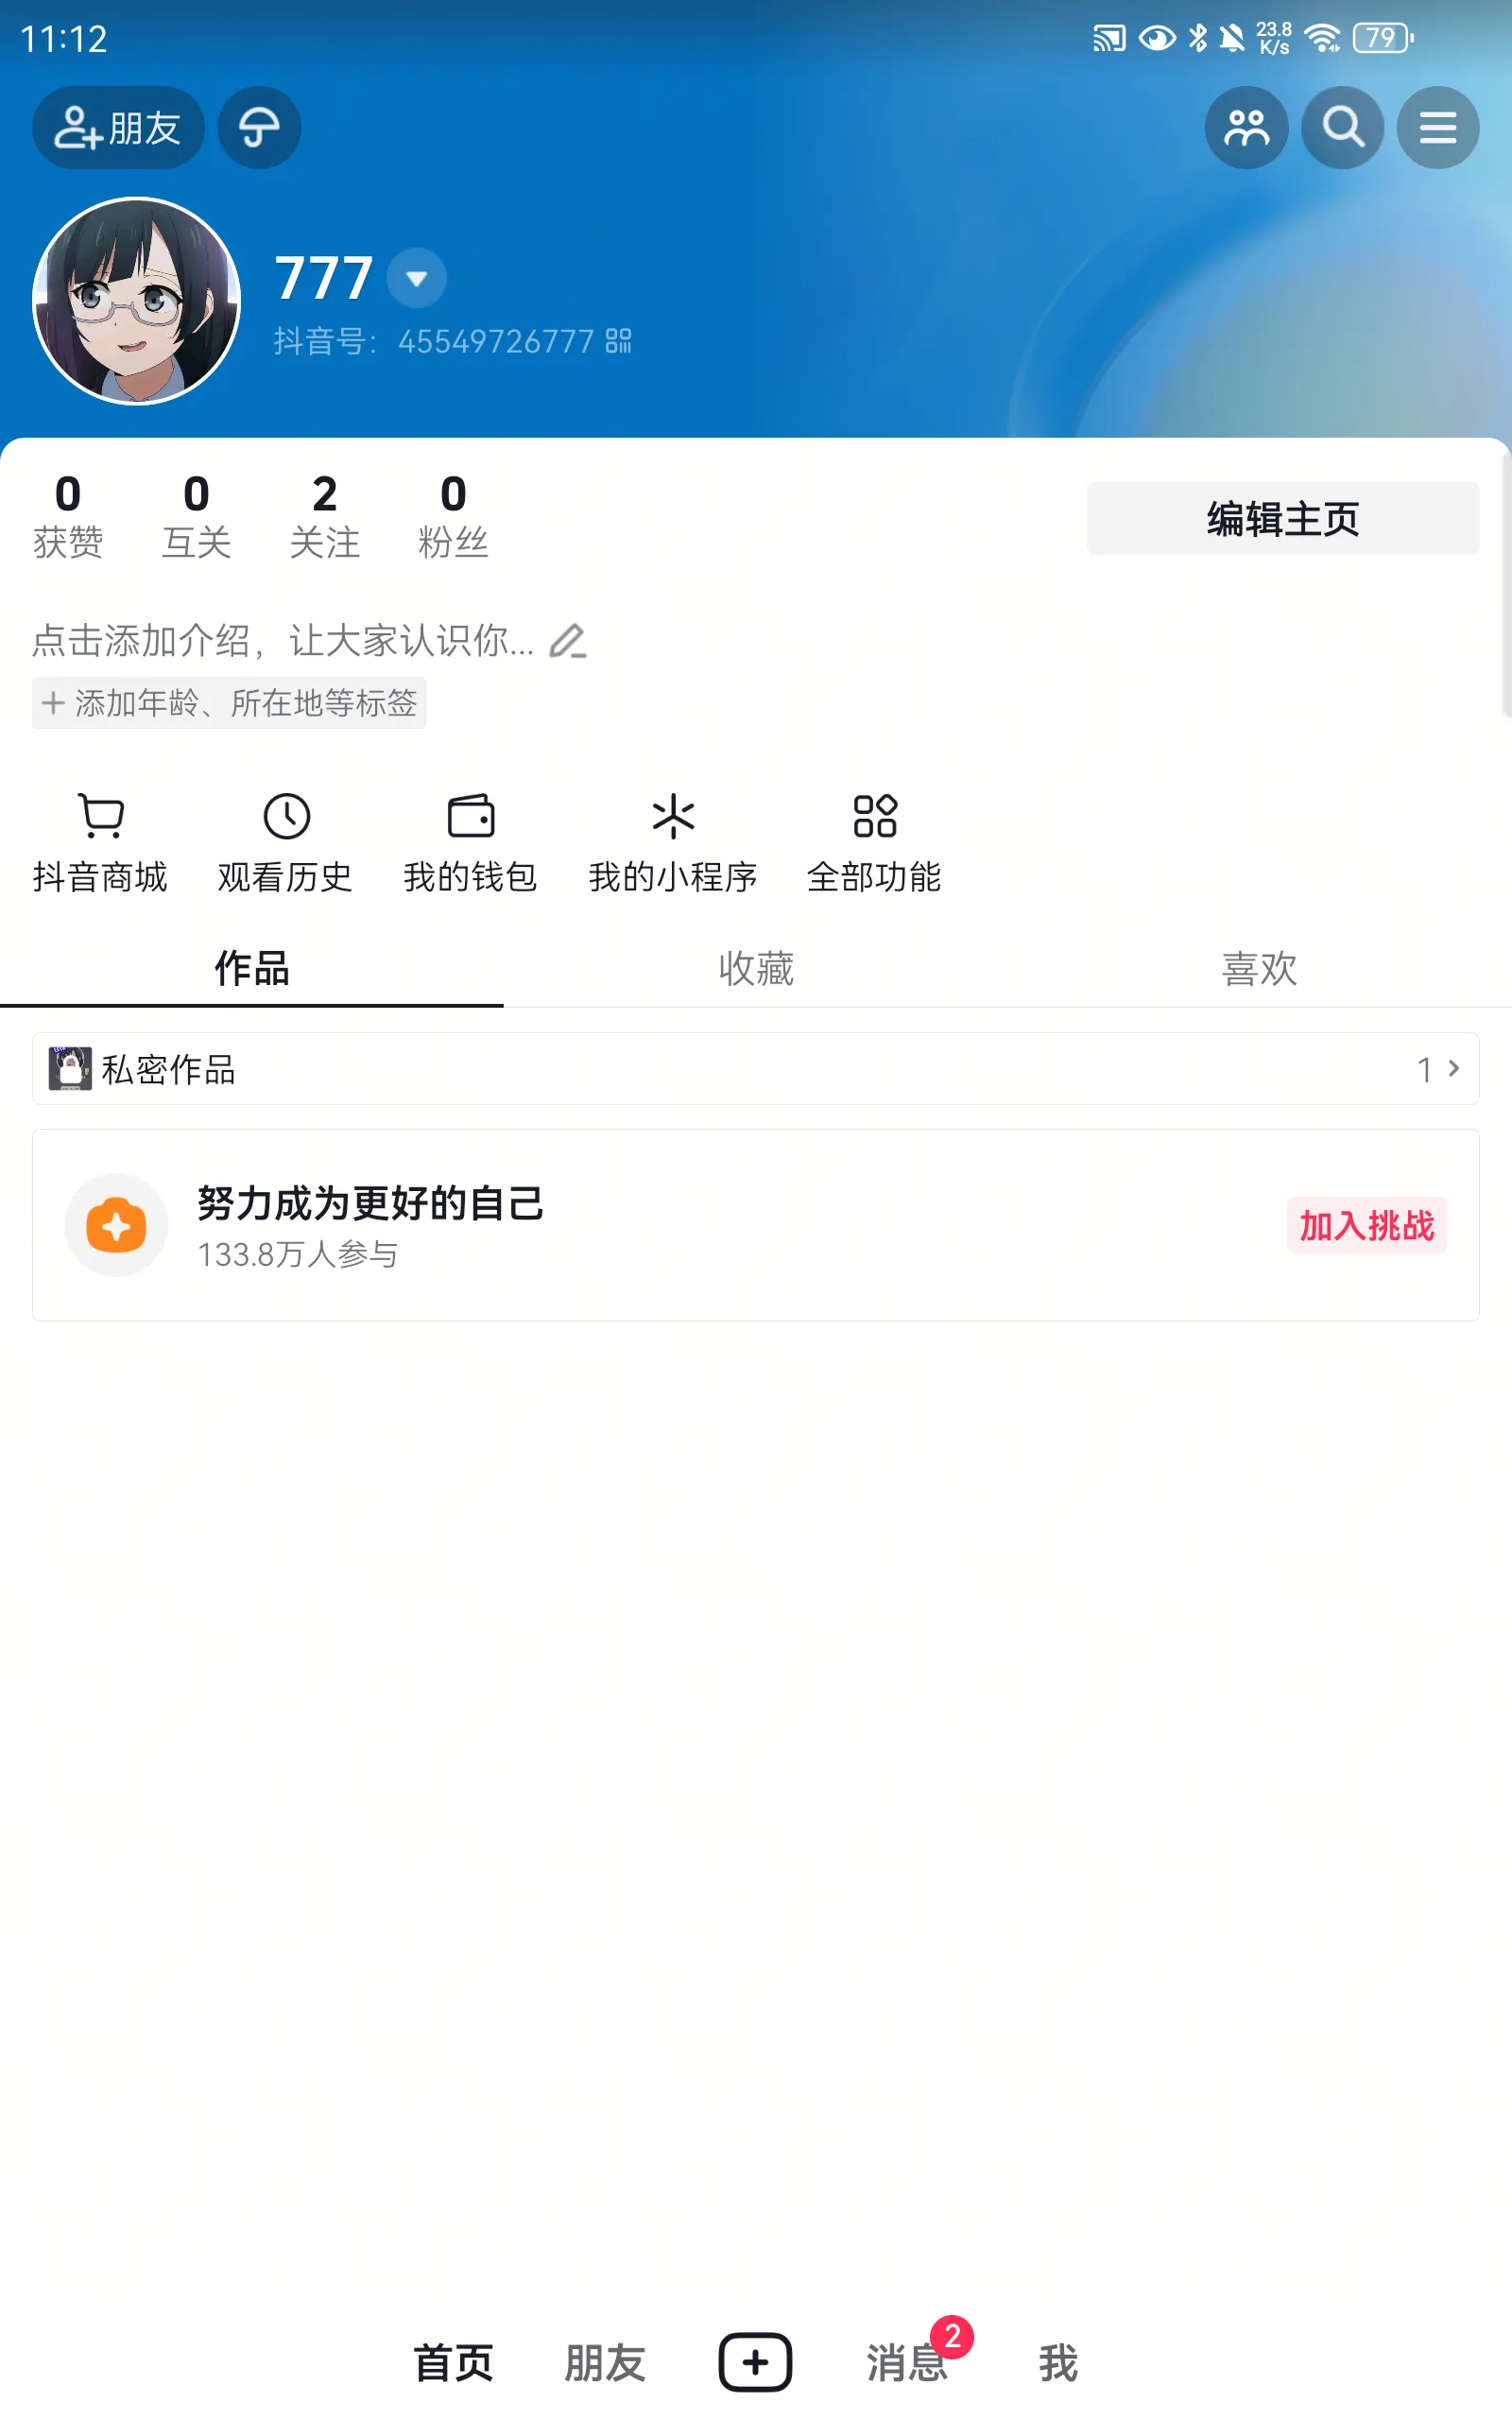 11:12
23.8
K/s
79
朋友
777
抖音号：45549726777
0 0 2 0
获赞 互关 关注 粉丝
编辑主页
点击添加介绍，让大家认识你...
+ 添加年龄、所在地等标签
抖音商城 观看历史 我的钱包 我的小程序 全部功能
作品 收藏 喜欢
私密作品 1
努力成为更好的自己
133.8万人参与
加入挑战
首页 朋友 消息 2 我